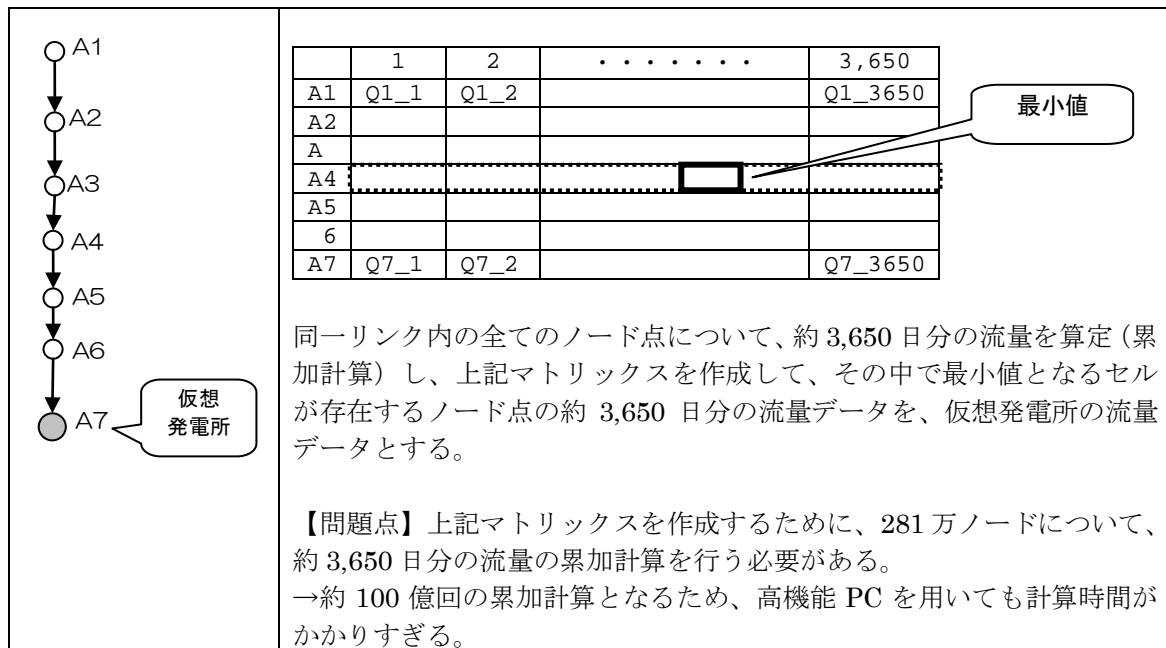 A1
A2
A3
A4
A5
A6
A7
仮想
発電所
1 2 ・・・・・・・ 3,650
A1 Q1_1 Q1_2 Q1_3650
A2
A
A4
A5
6
A7 Q7_1 Q7_2 Q7_3650
最小値
同一リンク内の全てのノード点について、約 3,650 日分の流量を算定（累
加計算）し、上記マトリックスを作成して、その中で最小値となるセル
が存在するノード点の約 3,650 日分の流量データを、仮想発電所の流量
データとする。
【問題点】上記マトリックスを作成するために、281 万ノードについて、
約 3,650 日分の流量の累加計算を行う必要がある。
→約 100 億回の累加計算となるため、高機能 PC を用いても計算時間が
かかりすぎる。